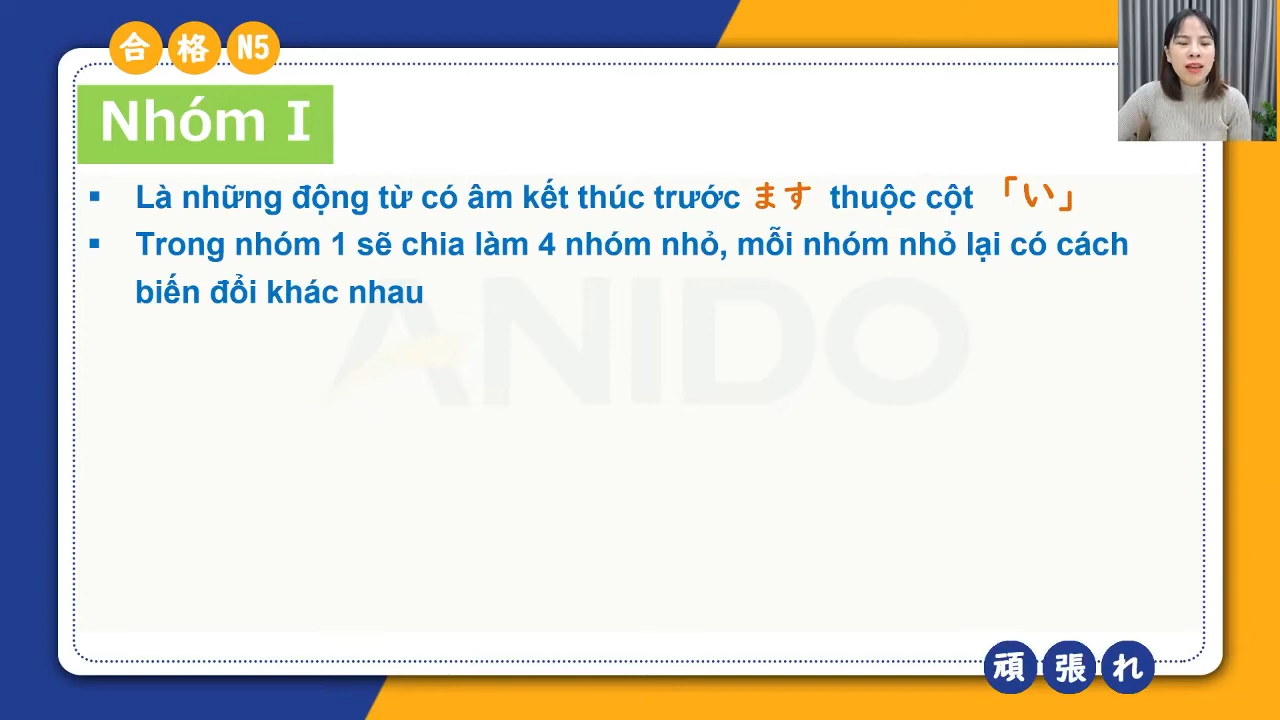 合格N5
Nhóm I
▪ Là những động từ có âm kết thúc trước ます thuộc cột 「い」
▪ Trong nhóm 1 sẽ chia làm 4 nhóm nhỏ, mỗi nhóm nhỏ lại có cách
biến đổi khác nhau
ANIDO
頑張れ